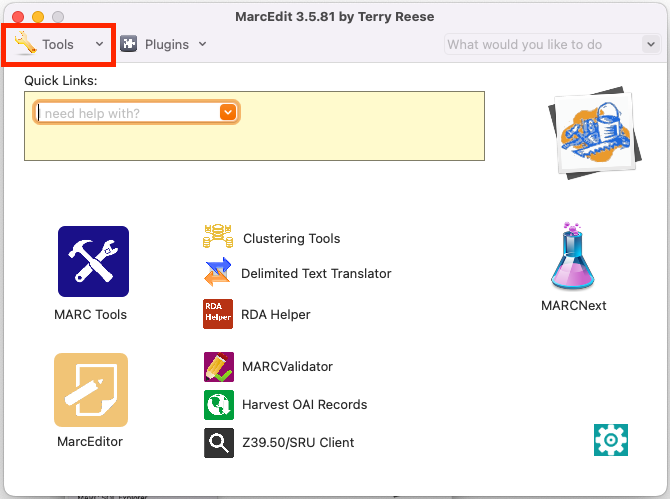 MarcEdit 3.5.81 by Terry Reese
Tools
Plugins
What would you like to do
Quick Links:
I need help with?
Clustering Tools
Delimited Text Translator
MARC Tools
RDA
Helper
RDA Helper
MARCNext
MARCValidator
Harvest OAI Records
MarcEditor
Z39.50/SRU Client